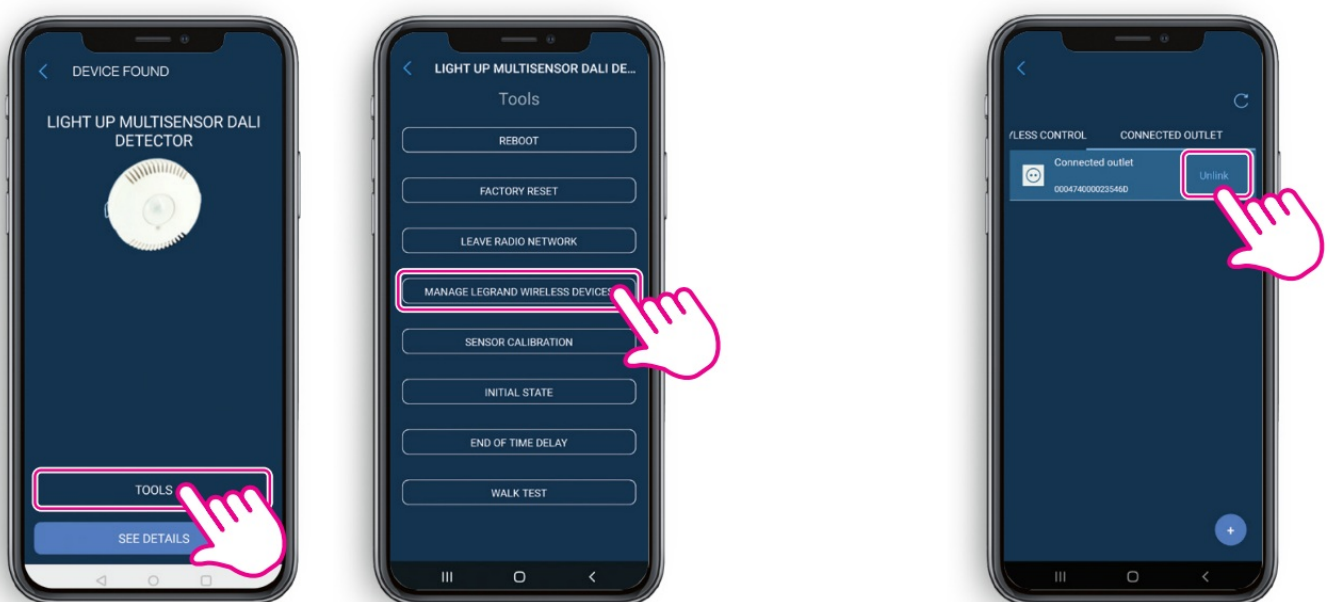 DEVICE FOUND
LIGHT UP MULTISENSOR DALI
DETECTOR
TOOLS
SEE DETAILS
LIGHT UP MULTISENSOR DALI DE...
Tools
REBOOT
FACTORY RESET
LEAVE RADIO NETWORK
MANAGE LEGRAND WIRELESS DEVICES
SENSOR CALIBRATION
INITIAL STATE
END OF TIME DELAY
WALK TEST
/LESS CONTROL CONNECTED OUTLET
Connected outlet
Unlink
000474000023546D